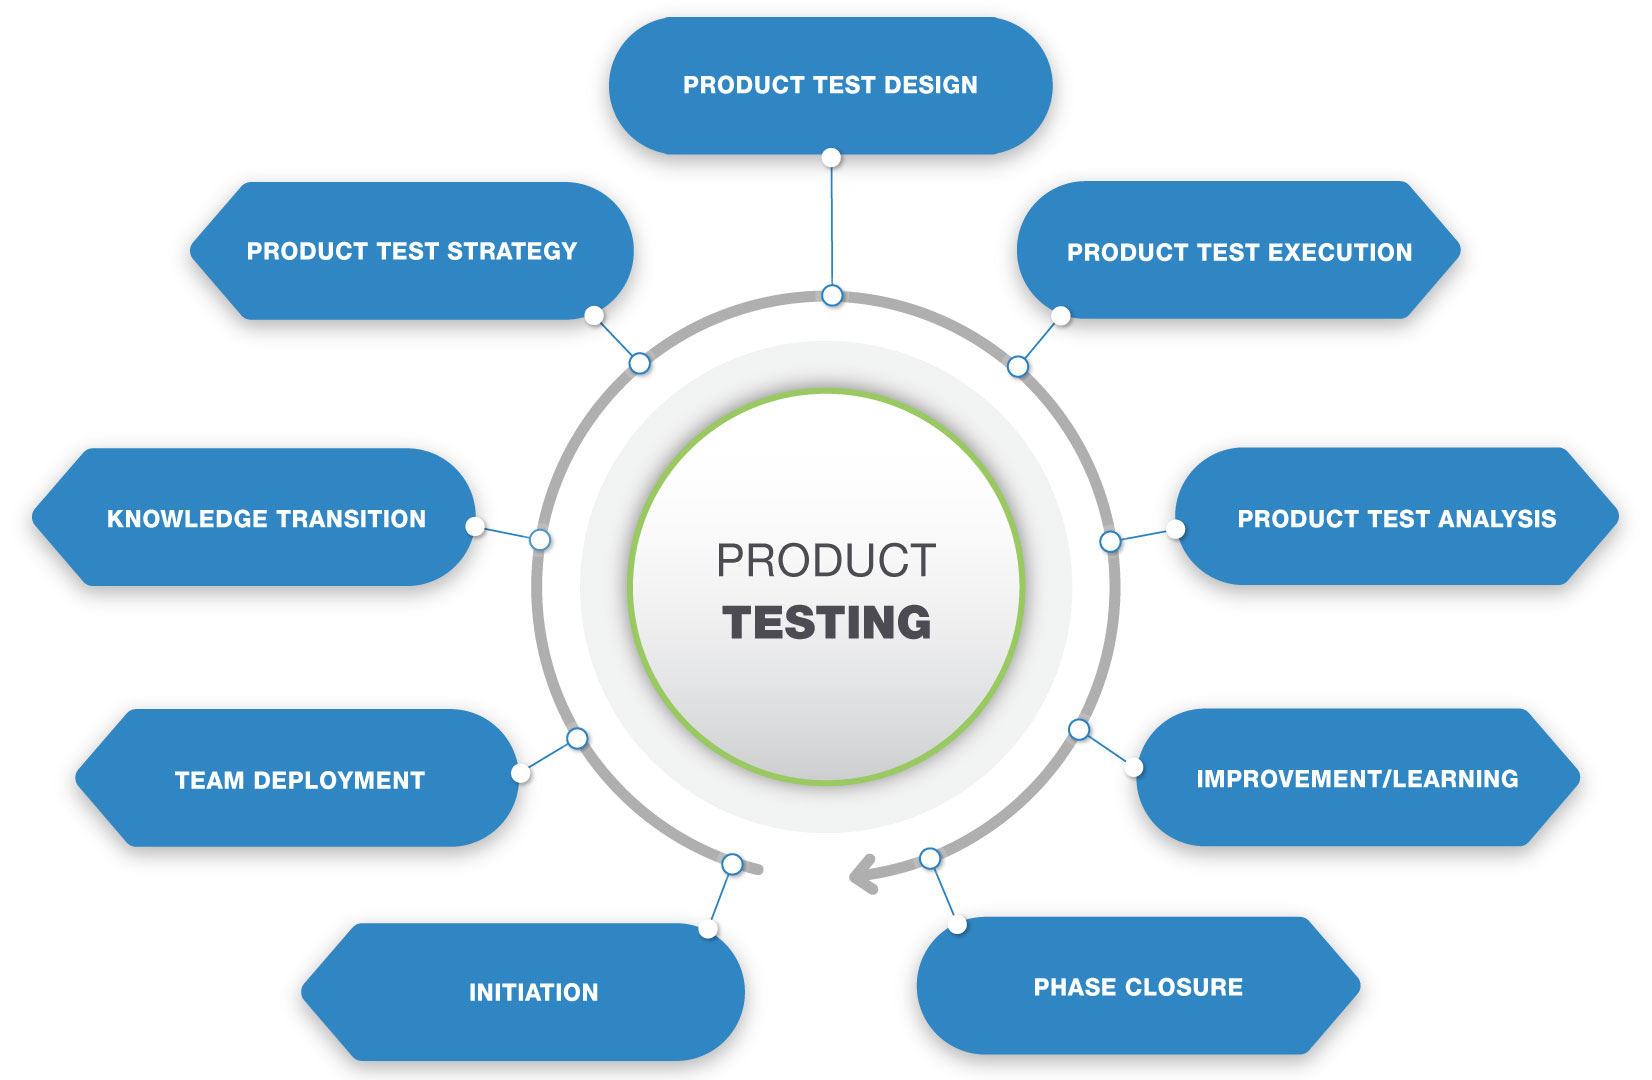 PRODUCT TEST DESIGN
PRODUCT TEST STRATEGY
PRODUCT TEST EXECUTION
KNOWLEDGE TRANSITION
PRODUCT TEST ANALYSIS
PRODUCT
TESTING
TEAM DEPLOYMENT
IMPROVEMENT/LEARNING
INITIATION
PHASE CLOSURE